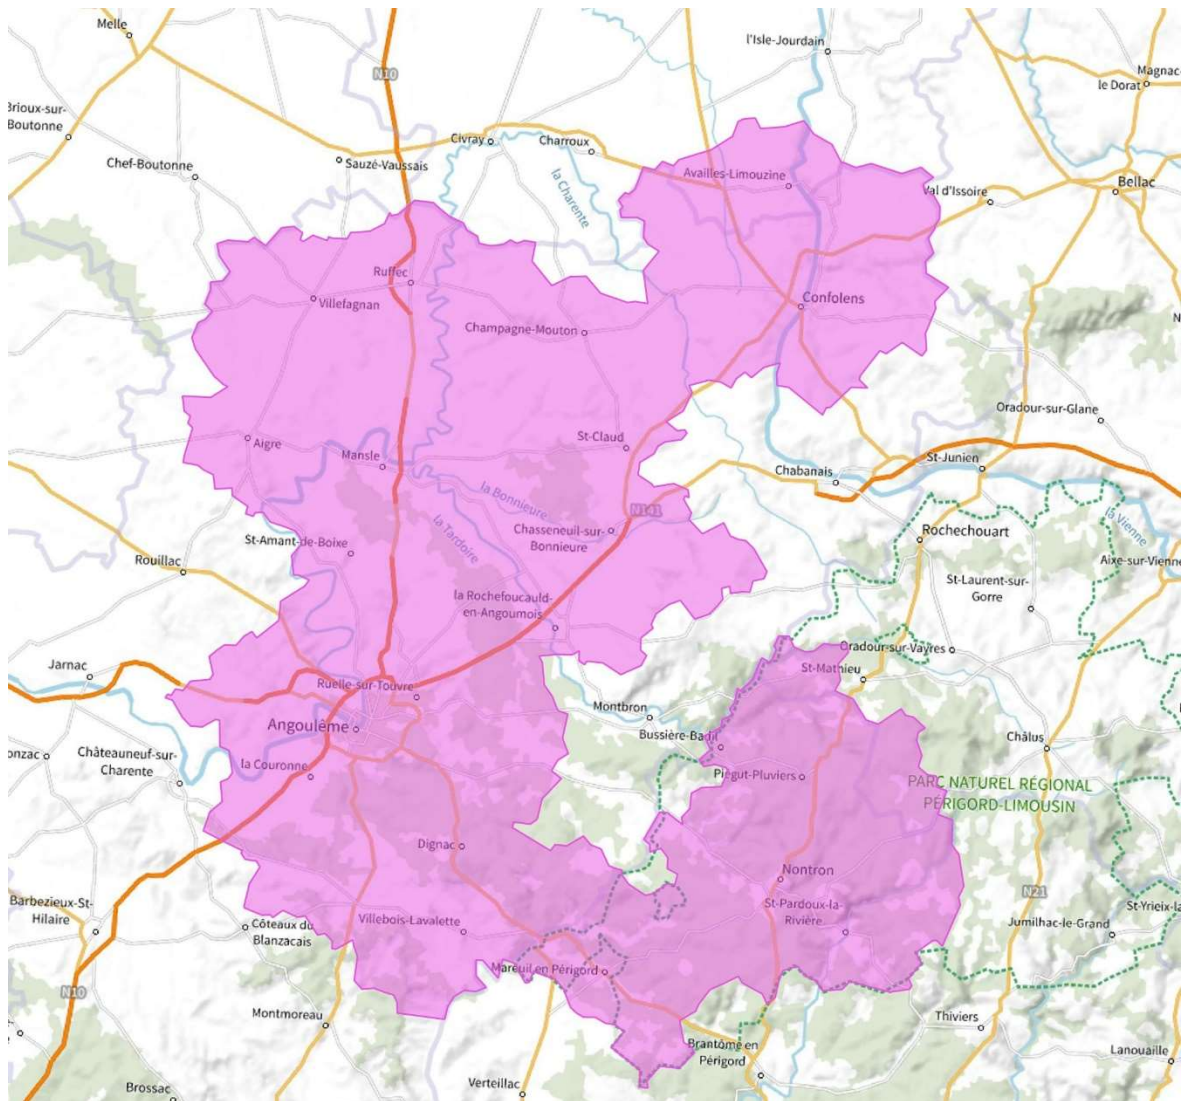 Melle
l'Isle-Jourdain
N10
Magnac-
le Dorat
Brioux-sur-
Boutonne
Civray
Charroux
Sauzé-Vaussais
Chef-Boutonne
la Charente
Availles-Limouzine
Val d'Issoire
Bellac
Ruffec
Villefagnan
Confolens
Champagne-Mouton
Oradour-sur-Glane
Aigre
St-Claud
Mansle
St-Junien
Chabanais
la Bonnieure
N141
la Vienne
la Tardoire
Chasseneuil-sur-
Bonnieure
Rochechouart
St-Amant-de-Boixe
Rouillac
Aixe-sur-Vienne
St-Laurent-sur-
Gorre
la Rochefoucauld-
en-Angoumois
Oradour-sur-Vayres
Jarnac
St-Mathieu
Ruelle-sur-Touvre
Montbron
Angoulême
Bussière-Badil
Châlus
onzac
Châteauneuf-sur-
Charente
la Couronne
Piégut-Pluviers
PARC NATUREL RÉGIONAL
PÉRIGORD-LIMOUSIN
Dignac
Nontron
N21
Barbezieux-St-
Hilaire
St-Pardoux-la-
Rivière
St-Yrieix-la
Côteaux du
Blanzacais
Villebois-Lavalette
Jumilhac-le-Grand
Mareuil en Périgord
N10
Montmoreau
Thiviers
Brantôme en
Périgord
Lanouaille
Brossac
Verteillac